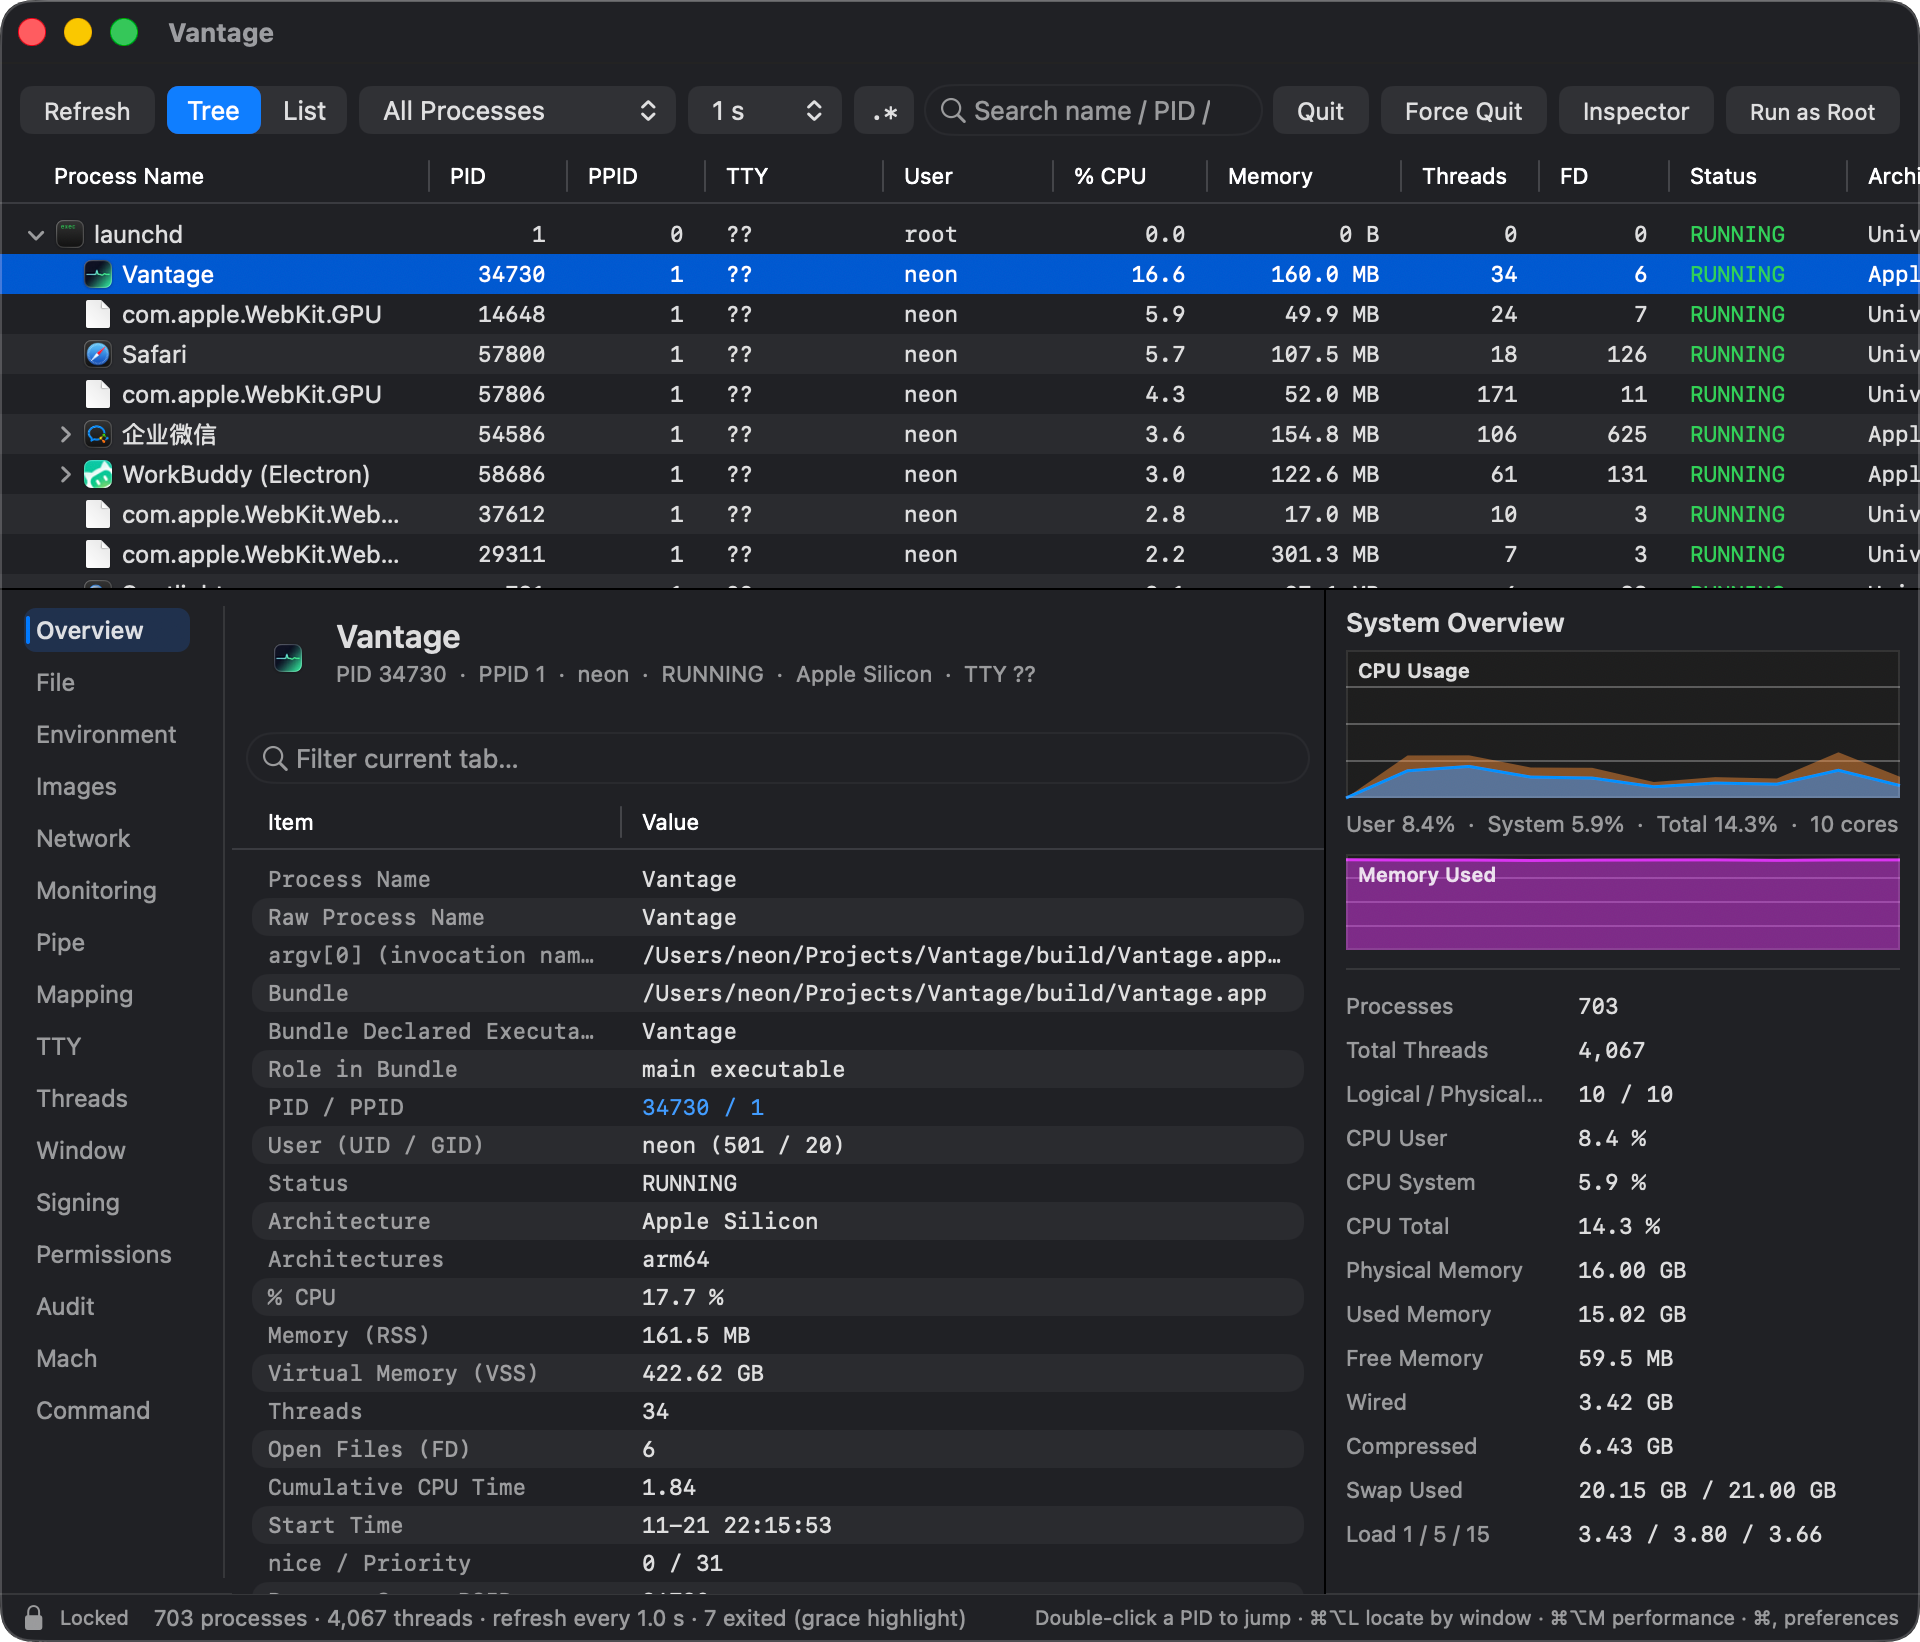 Vantage
Refresh Tree List All Processes 1 s .* Search name / PID / Quit Force Quit Inspector Run as Root
Process Name PID PPID TTY User % CPU Memory Threads FD Status Archi
launchd 1 0 ?? root 0.0 0 B 0 0 RUNNING Univ
Vantage 34730 1 ?? neon 16.6 160.0 MB 34 6 RUNNING Appl
com.apple.WebKit.GPU 14648 1 ?? neon 5.9 49.9 MB 24 7 RUNNING Univ
Safari 57800 1 ?? neon 5.7 107.5 MB 18 126 RUNNING Univ
com.apple.WebKit.GPU 57806 1 ?? neon 4.3 52.0 MB 171 11 RUNNING Univ
企业微信 54586 1 ?? neon 3.6 154.8 MB 106 625 RUNNING Appl
WorkBuddy (Electron) 58686 1 ?? neon 3.0 122.6 MB 61 131 RUNNING Appl
com.apple.WebKit.Web... 37612 1 ?? neon 2.8 17.0 MB 10 3 RUNNING Univ
com.apple.WebKit.Web... 29311 1 ?? neon 2.2 301.3 MB 7 3 RUNNING Univ
Overview
File
Environment
Images
Network
Monitoring
Pipe
Mapping
TTY
Threads
Window
Signing
Permissions
Audit
Mach
Command
Vantage
PID 34730 · PPID 1 · neon · RUNNING · Apple Silicon · TTY ??
Filter current tab...
Item Value
Process Name Vantage
Raw Process Name Vantage
argv[0] (invocation nam… /Users/neon/Projects/Vantage/build/Vantage.app…
Bundle /Users/neon/Projects/Vantage/build/Vantage.app
Bundle Declared Executa… Vantage
Role in Bundle main executable
PID / PPID 34730 / 1
User (UID / GID) neon (501 / 20)
Status RUNNING
Architecture Apple Silicon
Architectures arm64
% CPU 17.7 %
Memory (RSS) 161.5 MB
Virtual Memory (VSS) 422.62 GB
Threads 34
Open Files (FD) 6
Cumulative CPU Time 1.84
Start Time 11-21 22:15:53
nice / Priority 0 / 31
System Overview
CPU Usage
User 8.4% · System 5.9% · Total 14.3% · 10 cores
Memory Used
Processes 703
Total Threads 4,067
Logical / Physical... 10 / 10
CPU User 8.4 %
CPU System 5.9 %
CPU Total 14.3 %
Physical Memory 16.00 GB
Used Memory 15.02 GB
Free Memory 59.5 MB
Wired 3.42 GB
Compressed 6.43 GB
Swap Used 20.15 GB / 21.00 GB
Load 1 / 5 / 15 3.43 / 3.80 / 3.66
Locked 703 processes · 4,067 threads · refresh every 1.0 s · 7 exited (grace highlight) Double-click a PID to jump · ⌘⌥L locate by window · ⌘⌥M performance · ⌘, preferences